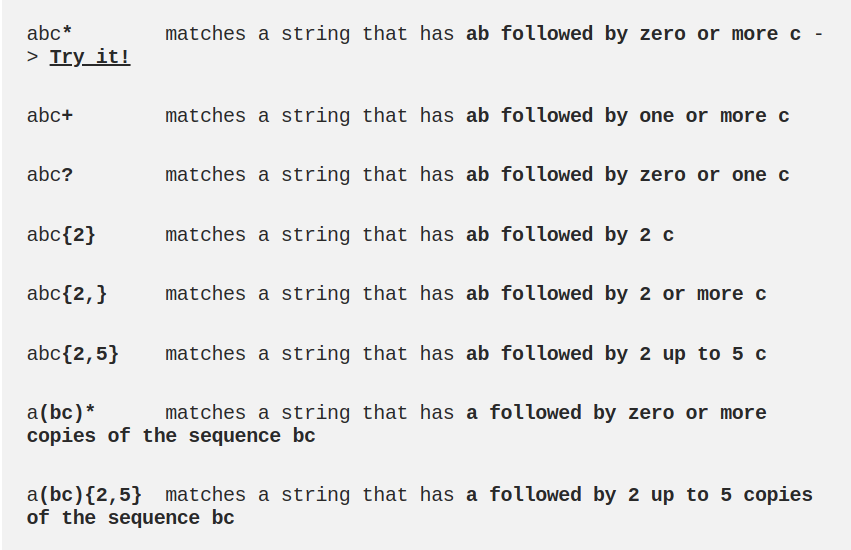 abc*        matches a string that has ab followed by zero or more c -
> Try it!
abc+        matches a string that has ab followed by one or more c
abc?        matches a string that has ab followed by zero or one c
abc{2}      matches a string that has ab followed by 2 c
abc{2,}     matches a string that has ab followed by 2 or more c
abc{2,5}    matches a string that has ab followed by 2 up to 5 c
a(bc)*      matches a string that has a followed by zero or more
copies of the sequence bc
a(bc){2,5}  matches a string that has a followed by 2 up to 5 copies
of the sequence bc